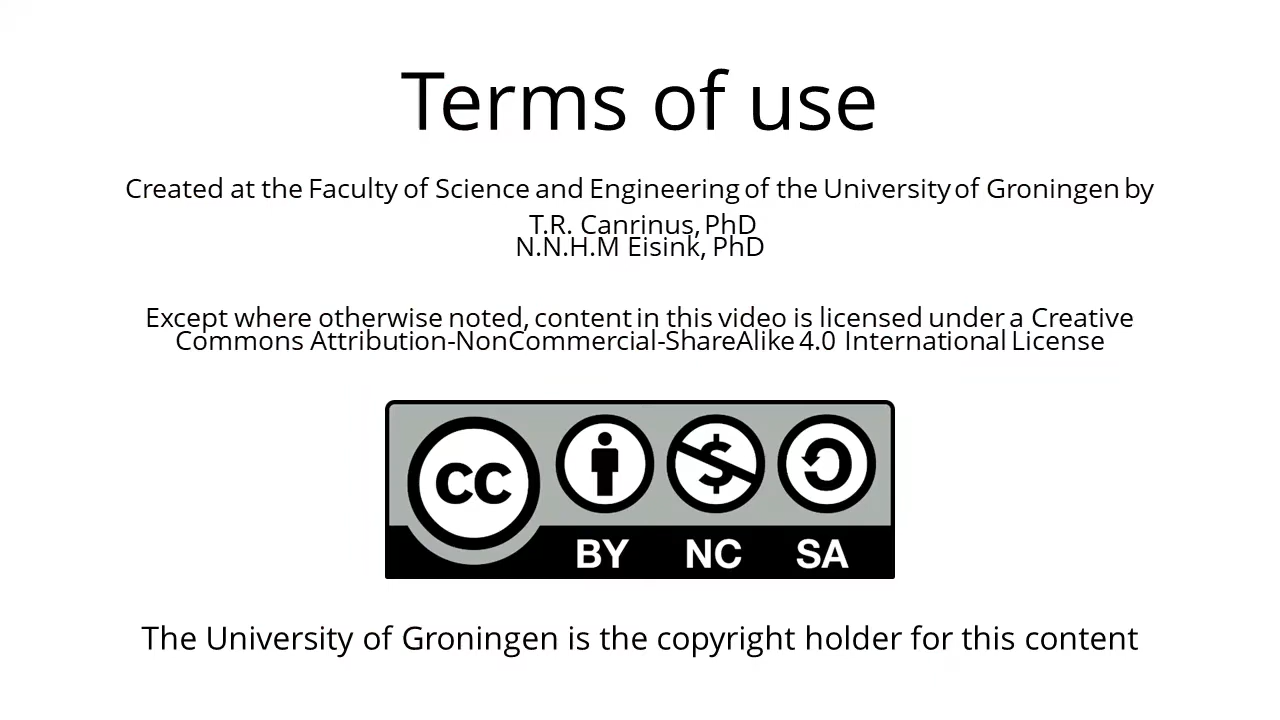 Terms of use
Created at the Faculty of Science and Engineering of the University of Groningen by
T.R. Canrinus, PhD
N.N.H.M Eisink, PhD
Except where otherwise noted, content in this video is licensed under a Creative
Commons Attribution-NonCommercial-ShareAlike 4.0 International License
cc
BY NC SA
The University of Groningen is the copyright holder for this content